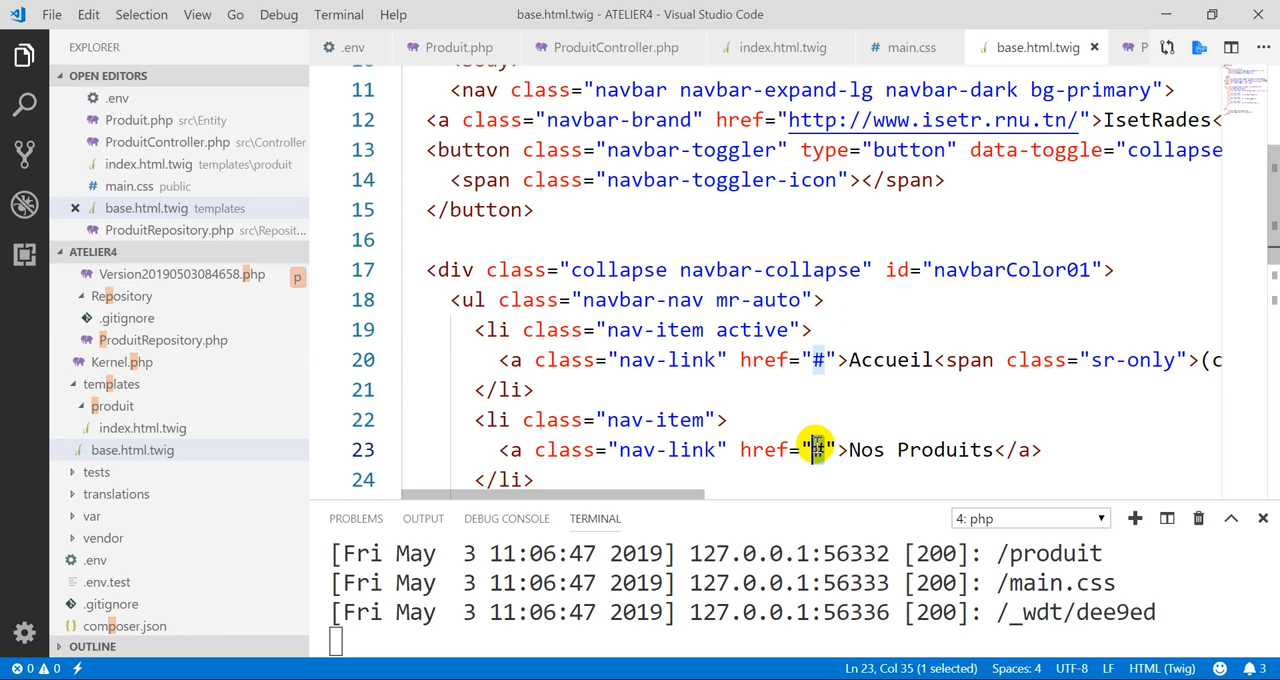 File Edit Selection View Go Debug Terminal Help
base.html.twig - ATELIER4 - Visual Studio Code
EXPLORER
OPEN EDITORS
.env
Produit.php src\Entity
ProduitController.php src\Controller
index.html.twig templates\produit
main.css public
base.html.twig templates
ProduitRepository.php src\Reposit...
ATELIER4
Version20190503084658.php
p
Repository
.gitignore
ProduitRepository.php
Kernel.php
templates
produit
index.html.twig
base.html.twig
tests
translations
var
vendor
.env
.env.test
.gitignore
{} composer.json
OUTLINE
.env Produit.php ProduitController.php index.html.twig # main.css base.html.twig P
11 <nav class="navbar navbar-expand-lg navbar-dark bg-primary">
12 <a class="navbar-brand" href="http://www.isetr.rnu.tn/">IsetRades<
13 <button class="navbar-toggler" type="button" data-toggle="collapse
14 <span class="navbar-toggler-icon"></span>
15 </button>
16
17 <div class="collapse navbar-collapse" id="navbarColor01">
18 <ul class="navbar-nav mr-auto">
19 <li class="nav-item active">
20 <a class="nav-link" href="#">Accueil<span class="sr-only">(c
21 </li>
22 <li class="nav-item">
23 <a class="nav-link" href="#">Nos Produits</a>
24 </li>
PROBLEMS OUTPUT DEBUG CONSOLE TERMINAL
4: php
[Fri May  3 11:06:47 2019] 127.0.0.1:56332 [200]: /produit
[Fri May  3 11:06:47 2019] 127.0.0.1:56333 [200]: /main.css
[Fri May  3 11:06:47 2019] 127.0.0.1:56336 [200]: /_wdt/dee9ed
0 0
Ln 23, Col 35 (1 selected) Spaces: 4 UTF-8 LF HTML (Twig) 3